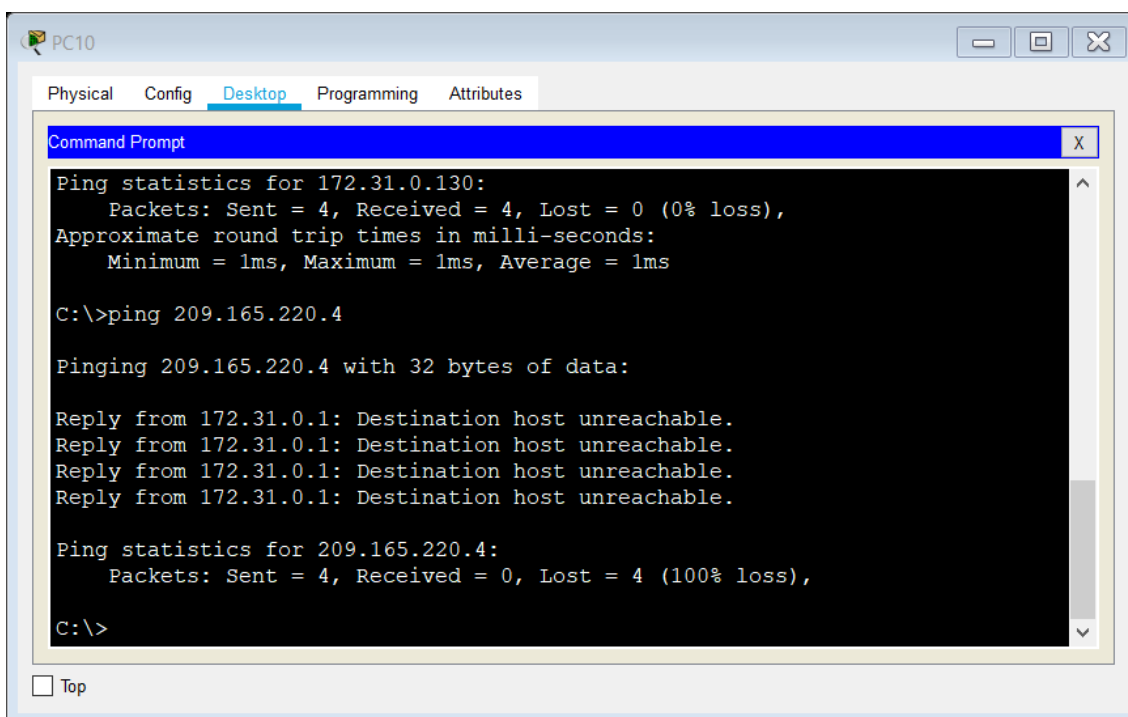 PC10
Physical Config Desktop Programming Attributes
Command Prompt
X
Ping statistics for 172.31.0.130:
    Packets: Sent = 4, Received = 4, Lost = 0 (0% loss),
Approximate round trip times in milli-seconds:
    Minimum = 1ms, Maximum = 1ms, Average = 1ms
C:\>ping 209.165.220.4
Pinging 209.165.220.4 with 32 bytes of data:
Reply from 172.31.0.1: Destination host unreachable.
Reply from 172.31.0.1: Destination host unreachable.
Reply from 172.31.0.1: Destination host unreachable.
Reply from 172.31.0.1: Destination host unreachable.
Ping statistics for 209.165.220.4:
    Packets: Sent = 4, Received = 0, Lost = 4 (100% loss),
C:\>
Top